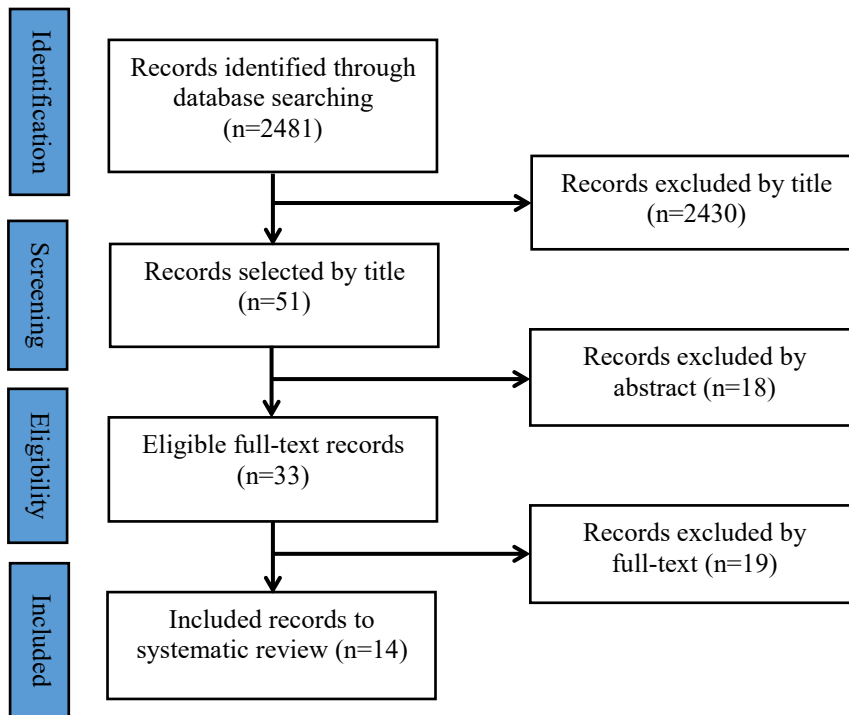 Identification
Records identified through
database searching
(n=2481)
Records excluded by title
(n=2430)
Screening
Records selected by title
(n=51)
Records excluded by
abstract (n=18)
Eligibility
Eligible full-text records
(n=33)
Records excluded by
full-text (n=19)
Included
Included records to
systematic review (n=14)